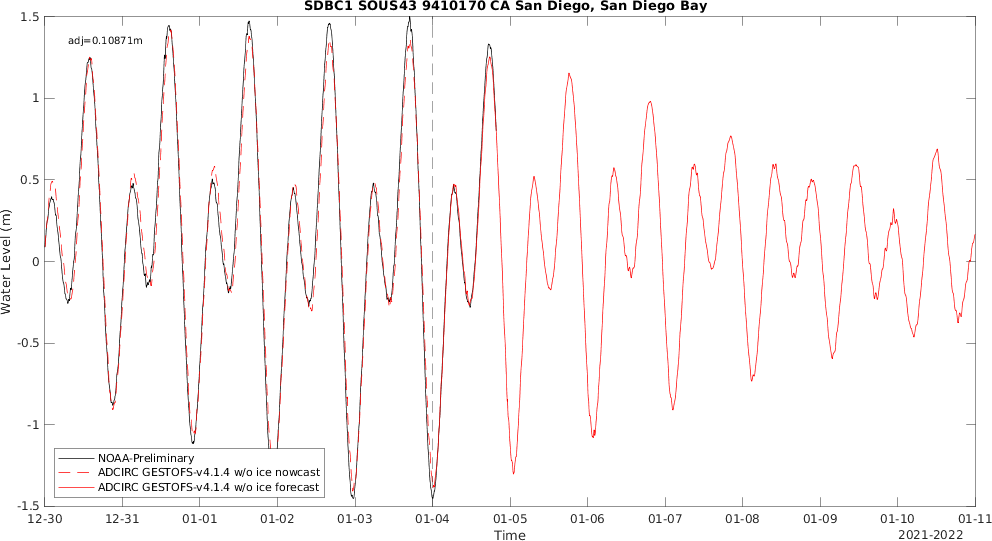 SDBC1 SOUS43 9410170 CA San Diego, San Diego Bay
adj=0.10871m
1.5
1
0.5
0
-0.5
-1
-1.5
Water Level (m)
NOAA-Preliminary
ADCIRC GESTOFS-v4.1.4 w/o ice nowcast
ADCIRC GESTOFS-v4.1.4 w/o ice forecast
12-30 12-31 01-01 01-02 01-03 01-04 01-05 01-06 01-07 01-08 01-09 01-10 01-11
Time
2021-2022